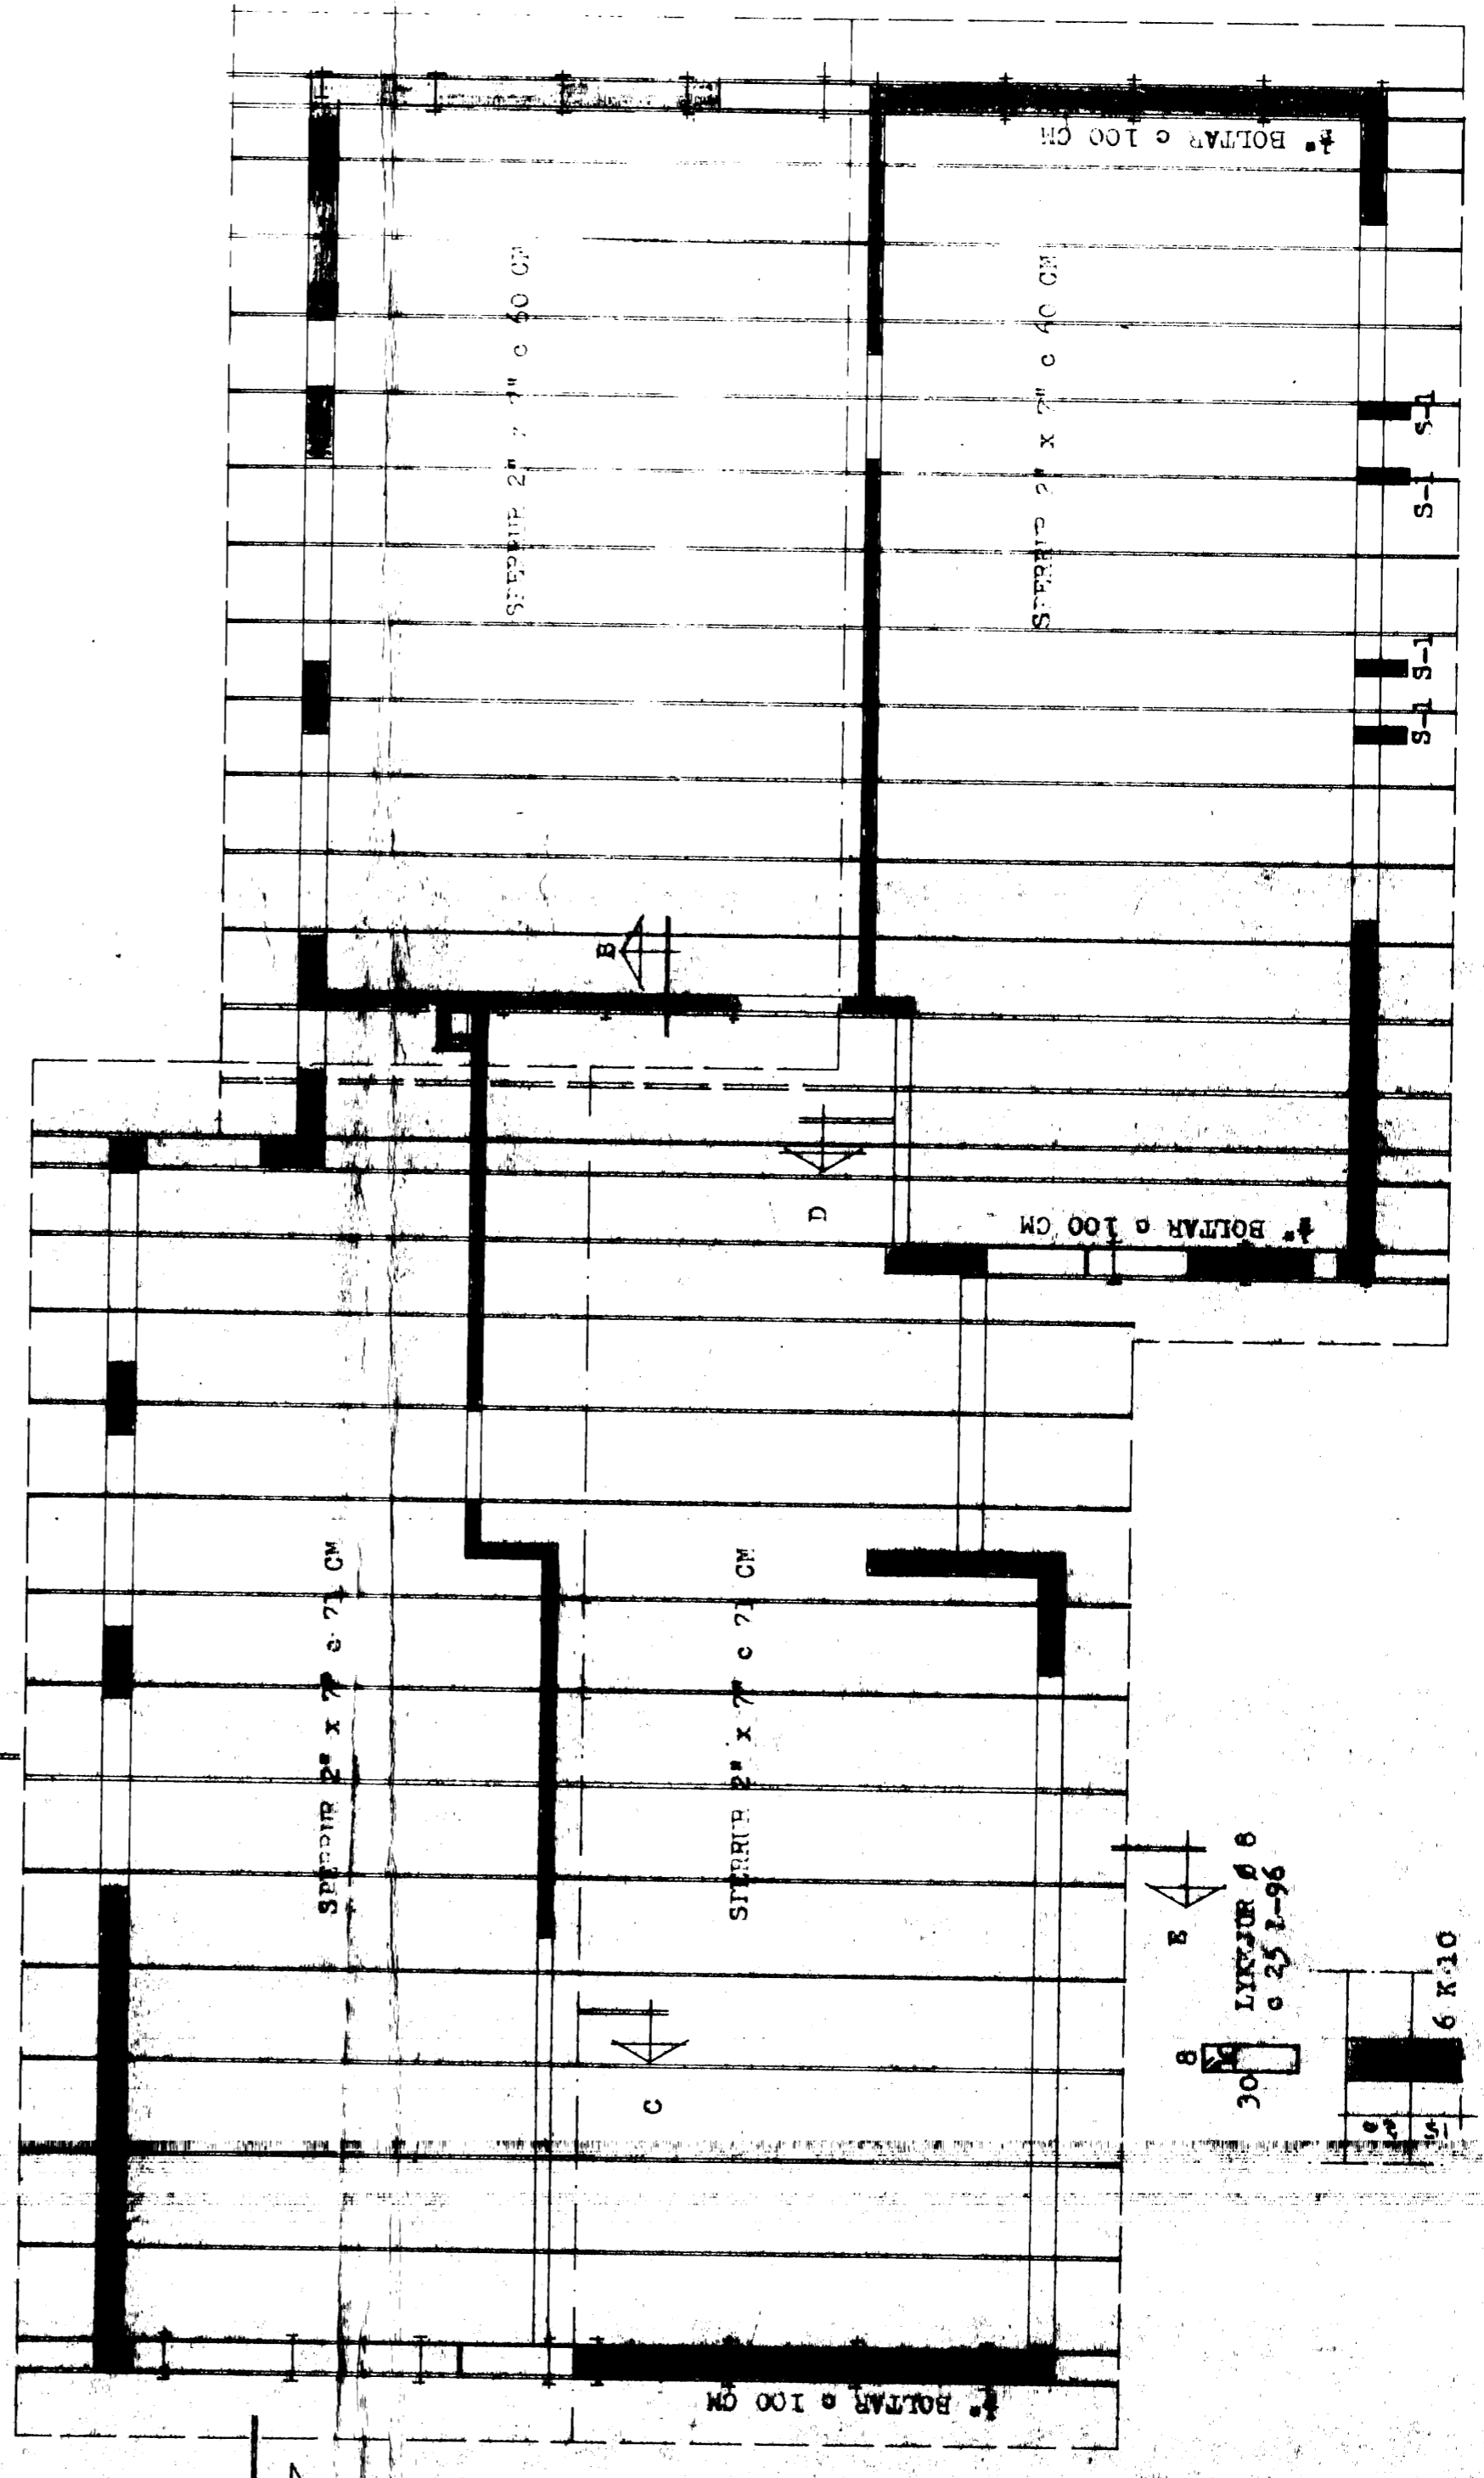 ½" BOLTAR c 100 CM
SPERRUR 2" x 7" c 60 CM
SPERRUR 2" x 7" c 60 CM
S-1
S-1
S-1
S-1
B
D
½" BOLTAR c 100 CM
SPERRUR 2" x 7" c 71 CM
SPERRUR 2" x 7" c 71 CM
E
LYKKJUR Ø 8
c 25 L-96
8
30
6 K 10
C
½" BOLTAR c 100 CM